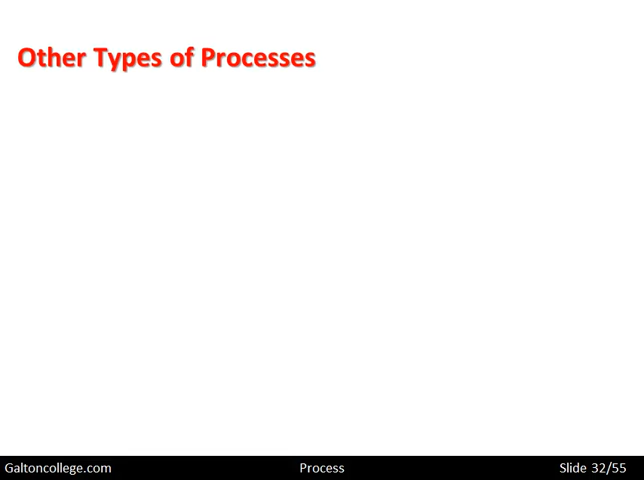 Other Types of Processes
Galtoncollege.com
Process
Slide 32/55